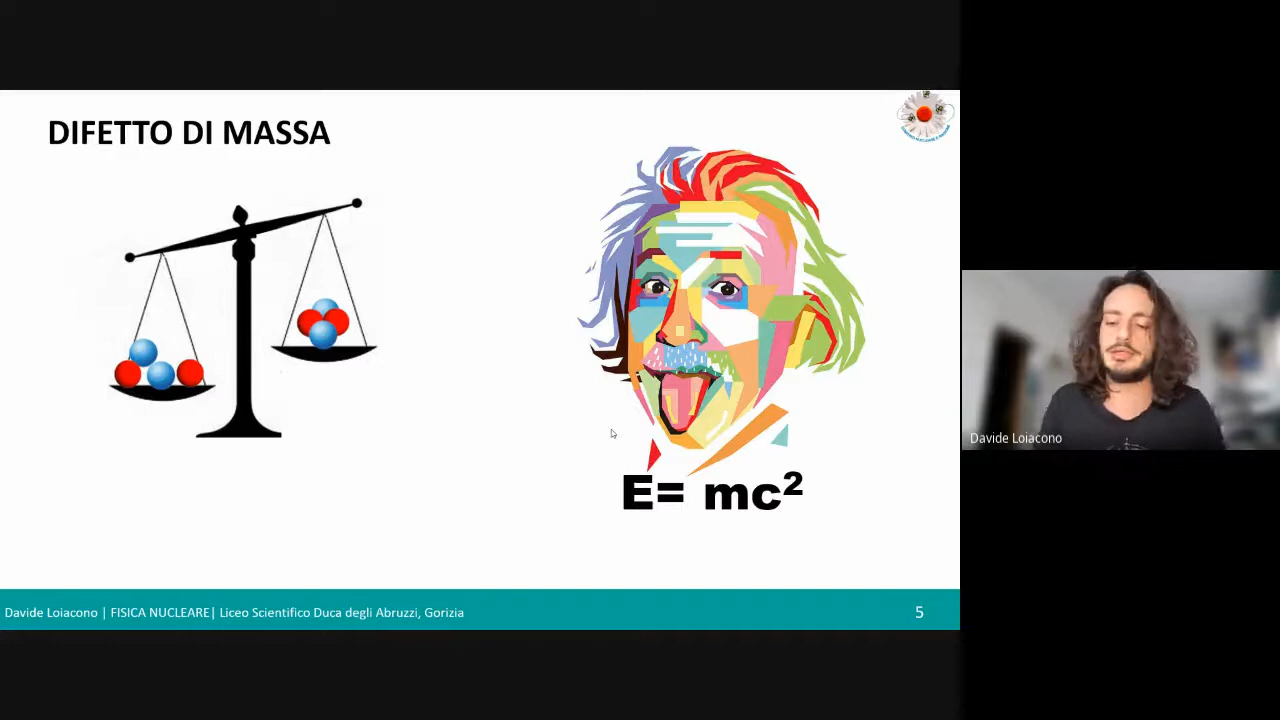 DIFETTO DI MASSA
E= mc²
Davide Loiacono
Davide Loiacono | FISICA NUCLEARE| Liceo Scientifico Duca degli Abruzzi, Gorizia
5